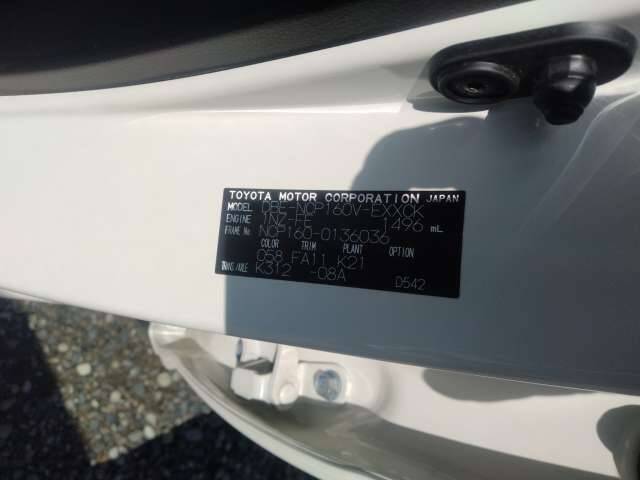 TOYOTA MOTOR CORPORATION JAPAN
MODEL DBE-NCP160V-EXXCK
ENGINE 1NZ-FE 1496 mL
FRAME No. NCP160-0136036
COLOR TRIM PLANT OPTION
058 FA11 K21
TRANS./AXLE K312 -08A
D542